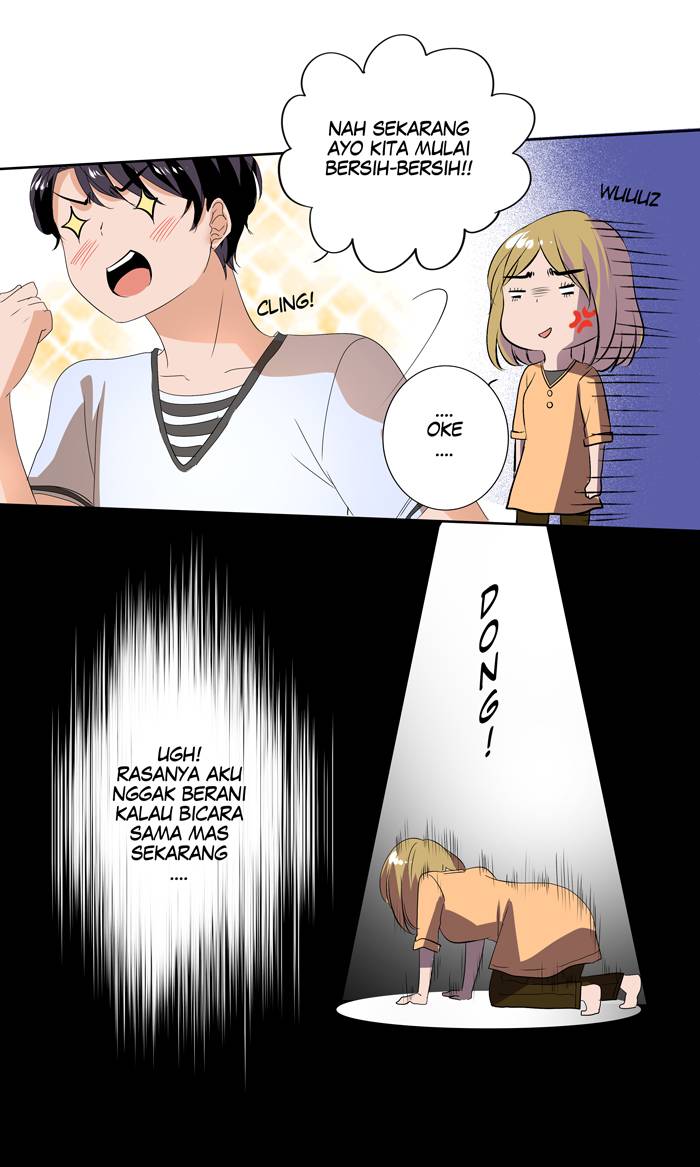 NAH SEKARANG
AYO KITA MULAI
BERSIH-BERSIH!!
WUUUZ
CLING!
....
OKE
....
DONG!
UGH!
RASANYA AKU
NGGAK BERANI
KALAU BICARA
SAMA MAS
SEKARANG
....